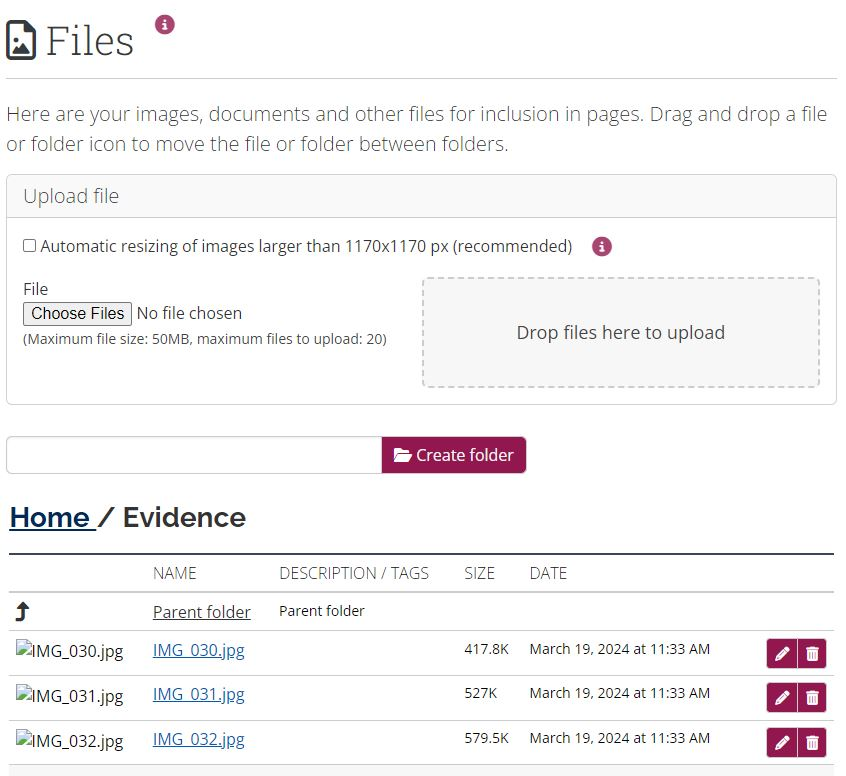 Files
Here are your images, documents and other files for inclusion in pages. Drag and drop a file
or folder icon to move the file or folder between folders.
Upload file
Automatic resizing of images larger than 1170x1170 px (recommended)
File
Choose Files No file chosen
(Maximum file size: 50MB, maximum files to upload: 20)
Drop files here to upload
Create folder
Home / Evidence
NAME DESCRIPTION / TAGS SIZE DATE
Parent folder Parent folder
IMG_030.jpg IMG_030.jpg 417.8K March 19, 2024 at 11:33 AM
IMG_031.jpg IMG_031.jpg 527K March 19, 2024 at 11:33 AM
IMG_032.jpg IMG_032.jpg 579.5K March 19, 2024 at 11:33 AM